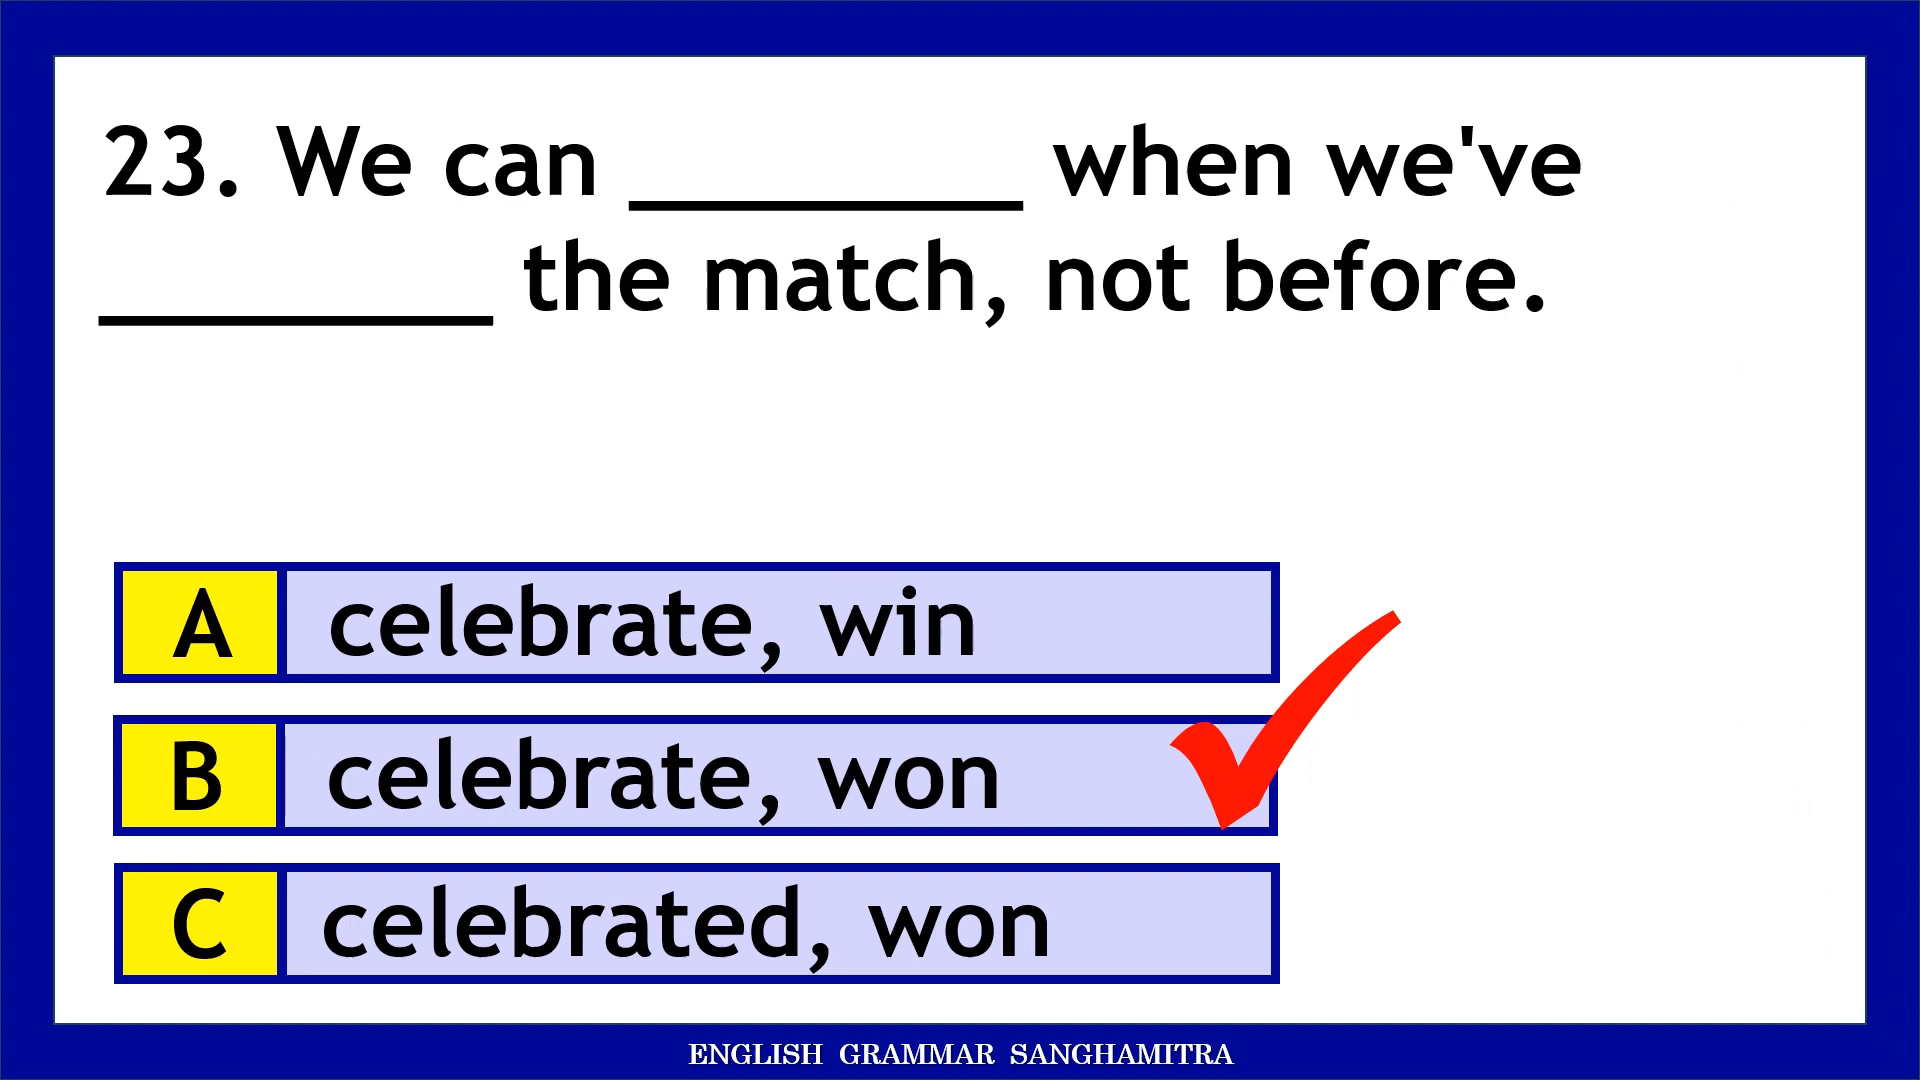 23. We can ________ when we've
________ the match, not before.
A celebrate, win
B celebrate, won
C celebrated, won
ENGLISH GRAMMAR SANGHAMITRA